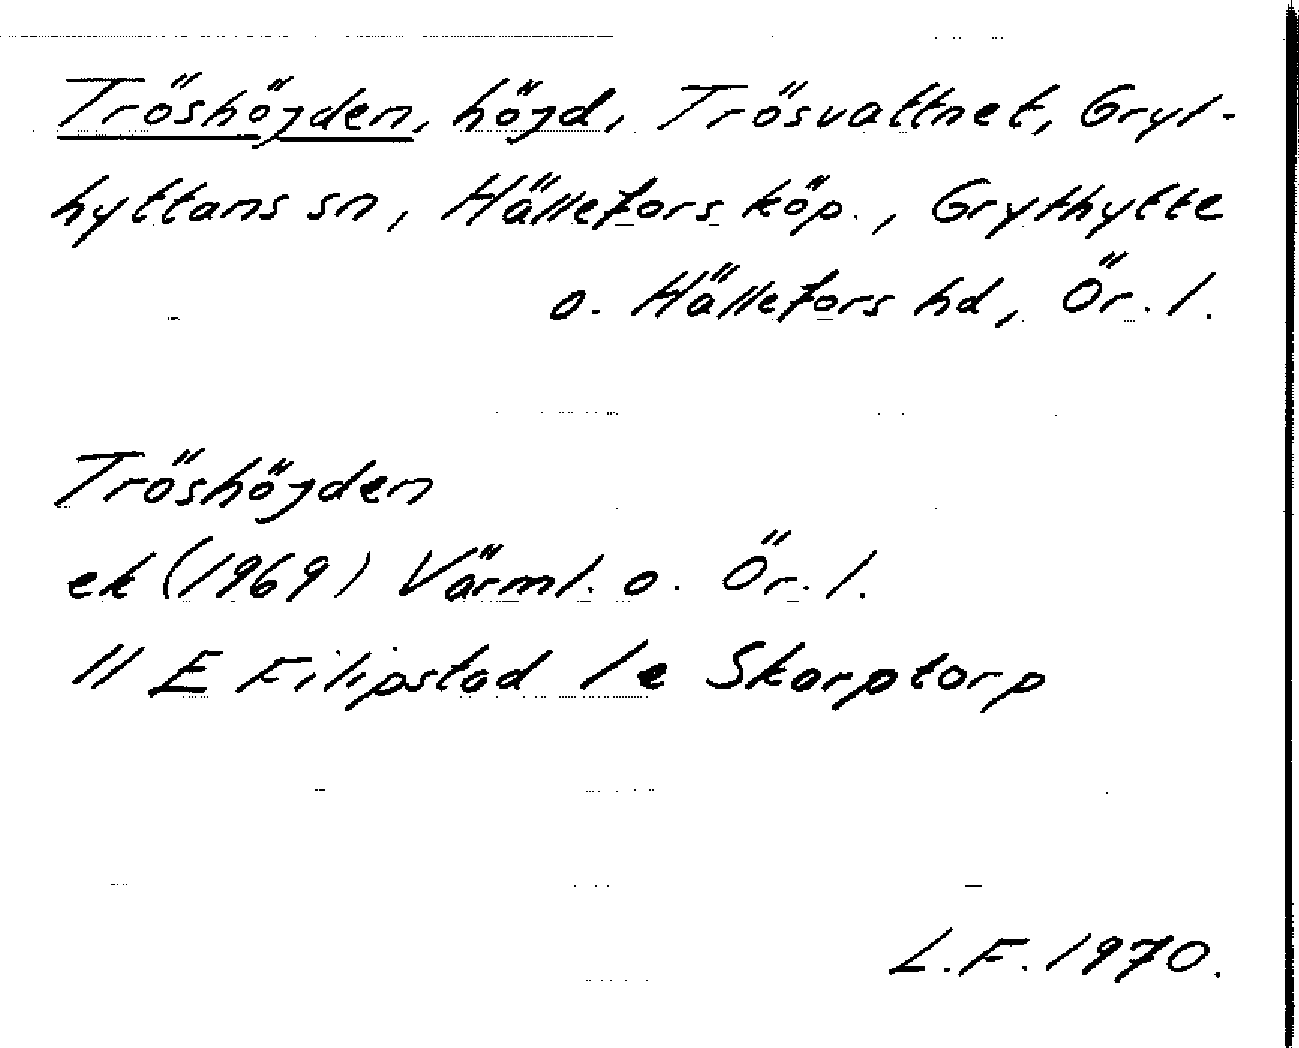 Tröshöjden, höjd, Trösvattnet, Gryt-
hyttans sn, Hällefors köp., Grythytte
o. Hällefors hd, Ör. l.
Tröshöjden
ek (1969) Värml. o. Ör. l.
11 E Filipstad 1e Skarptorp
L.F. 1970.